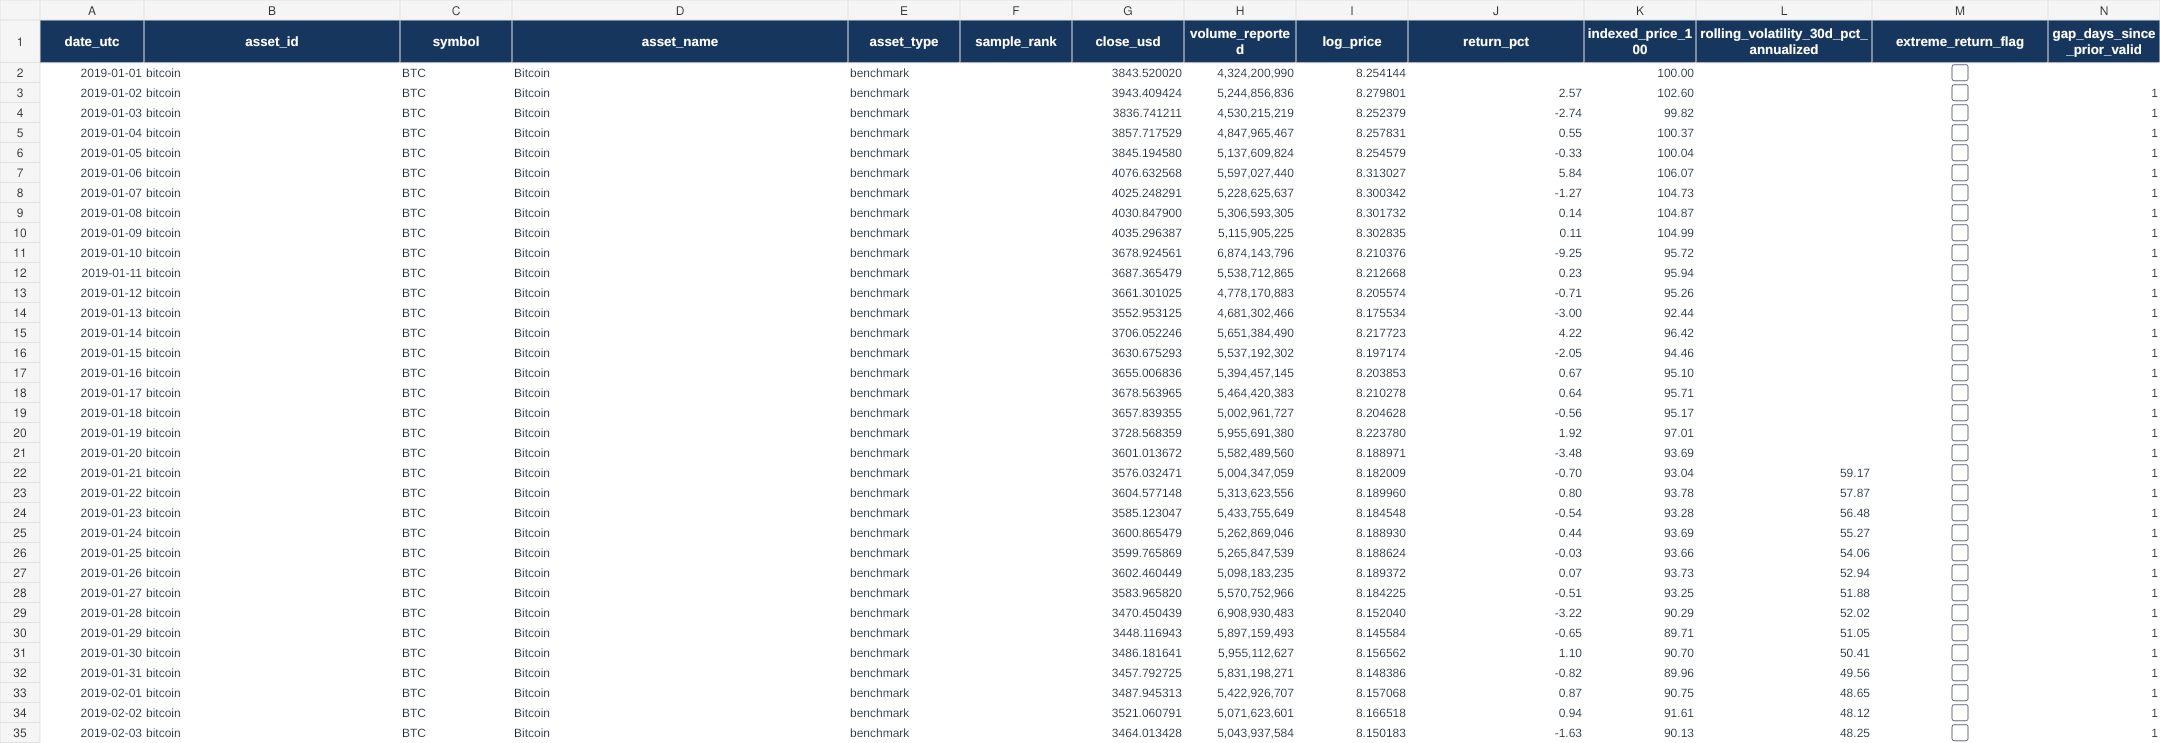 A B C D E F G H I J K L M N
1 date_utc asset_id symbol asset_name asset_type sample_rank close_usd volume_reported log_price return_pct indexed_price_100 rolling_volatility_30d_pct_annualized extreme_return_flag gap_days_since_prior_valid
2 2019-01-01 bitcoin BTC Bitcoin benchmark 3843.520020 4,324,200,990 8.254144 100.00
3 2019-01-02 bitcoin BTC Bitcoin benchmark 3943.409424 5,244,856,836 8.279801 2.57 102.60 1
4 2019-01-03 bitcoin BTC Bitcoin benchmark 3836.741211 4,530,215,219 8.252379 -2.74 99.82 1
5 2019-01-04 bitcoin BTC Bitcoin benchmark 3857.717529 4,847,965,467 8.257831 0.55 100.37 1
6 2019-01-05 bitcoin BTC Bitcoin benchmark 3845.194580 5,137,609,824 8.254579 -0.33 100.04 1
7 2019-01-06 bitcoin BTC Bitcoin benchmark 4076.632568 5,597,027,440 8.313027 5.84 106.07 1
8 2019-01-07 bitcoin BTC Bitcoin benchmark 4025.248291 5,228,625,637 8.300342 -1.27 104.73 1
9 2019-01-08 bitcoin BTC Bitcoin benchmark 4030.847900 5,306,593,305 8.301732 0.14 104.87 1
10 2019-01-09 bitcoin BTC Bitcoin benchmark 4035.296387 5,115,905,225 8.302835 0.11 104.99 1
11 2019-01-10 bitcoin BTC Bitcoin benchmark 3678.924561 6,874,143,796 8.210376 -9.25 95.72 1
12 2019-01-11 bitcoin BTC Bitcoin benchmark 3687.365479 5,538,712,865 8.212668 0.23 95.94 1
13 2019-01-12 bitcoin BTC Bitcoin benchmark 3661.301025 4,778,170,883 8.205574 -0.71 95.26 1
14 2019-01-13 bitcoin BTC Bitcoin benchmark 3552.953125 4,681,302,466 8.175534 -3.00 92.44 1
15 2019-01-14 bitcoin BTC Bitcoin benchmark 3706.052246 5,651,384,490 8.217723 4.22 96.42 1
16 2019-01-15 bitcoin BTC Bitcoin benchmark 3630.675293 5,537,192,302 8.197174 -2.05 94.46 1
17 2019-01-16 bitcoin BTC Bitcoin benchmark 3655.006836 5,394,457,145 8.203853 0.67 95.10 1
18 2019-01-17 bitcoin BTC Bitcoin benchmark 3678.563965 5,464,420,383 8.210278 0.64 95.71 1
19 2019-01-18 bitcoin BTC Bitcoin benchmark 3657.839355 5,002,961,727 8.204628 -0.56 95.17 1
20 2019-01-19 bitcoin BTC Bitcoin benchmark 3728.568359 5,955,691,380 8.223780 1.92 97.01 1
21 2019-01-20 bitcoin BTC Bitcoin benchmark 3601.013672 5,582,489,560 8.188971 -3.48 93.69 1
22 2019-01-21 bitcoin BTC Bitcoin benchmark 3576.032471 5,004,347,059 8.182009 -0.70 93.04 59.17 1
23 2019-01-22 bitcoin BTC Bitcoin benchmark 3604.577148 5,313,623,556 8.189960 0.80 93.78 57.87 1
24 2019-01-23 bitcoin BTC Bitcoin benchmark 3585.123047 5,433,755,649 8.184548 -0.54 93.28 56.48 1
25 2019-01-24 bitcoin BTC Bitcoin benchmark 3600.865479 5,262,869,046 8.188930 0.44 93.69 55.27 1
26 2019-01-25 bitcoin BTC Bitcoin benchmark 3599.765869 5,265,847,539 8.188624 -0.03 93.66 54.06 1
27 2019-01-26 bitcoin BTC Bitcoin benchmark 3602.460449 5,098,183,235 8.189372 0.07 93.73 52.94 1
28 2019-01-27 bitcoin BTC Bitcoin benchmark 3583.965820 5,570,752,966 8.184225 -0.51 93.25 51.88 1
29 2019-01-28 bitcoin BTC Bitcoin benchmark 3470.450439 6,908,930,483 8.152040 -3.22 90.29 52.02 1
30 2019-01-29 bitcoin BTC Bitcoin benchmark 3448.116943 5,897,159,493 8.145584 -0.65 89.71 51.05 1
31 2019-01-30 bitcoin BTC Bitcoin benchmark 3486.181641 5,955,112,627 8.156562 1.10 90.70 50.41 1
32 2019-01-31 bitcoin BTC Bitcoin benchmark 3457.792725 5,831,198,271 8.148386 -0.82 89.96 49.56 1
33 2019-02-01 bitcoin BTC Bitcoin benchmark 3487.945313 5,422,926,707 8.157068 0.87 90.75 48.65 1
34 2019-02-02 bitcoin BTC Bitcoin benchmark 3521.060791 5,071,623,601 8.166518 0.94 91.61 48.12 1
35 2019-02-03 bitcoin BTC Bitcoin benchmark 3464.013428 5,043,937,584 8.150183 -1.63 90.13 48.25 1